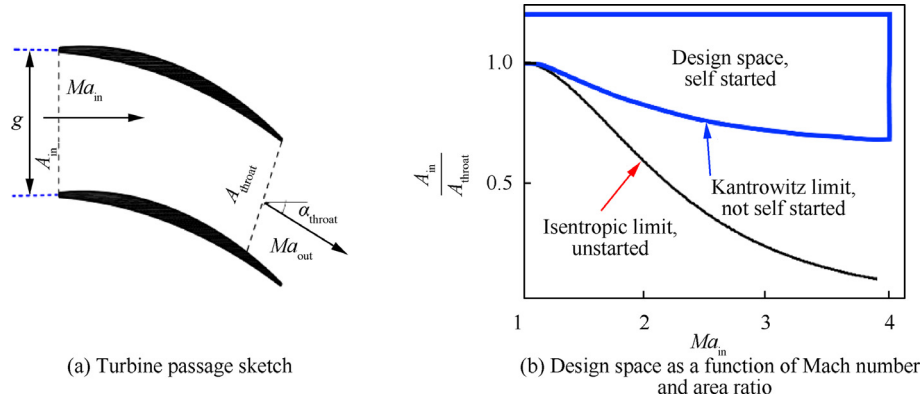 Ma_in
g
A_in
A_throat
α_throat
Ma_out
(a) Turbine passage sketch
1.0
0.5
A_in
A_throat
Design space,
self started
Kantrowitz limit,
not self started
Isentropic limit,
unstarted
1
2
3
4
Ma_in
(b) Design space as a function of Mach number
and area ratio